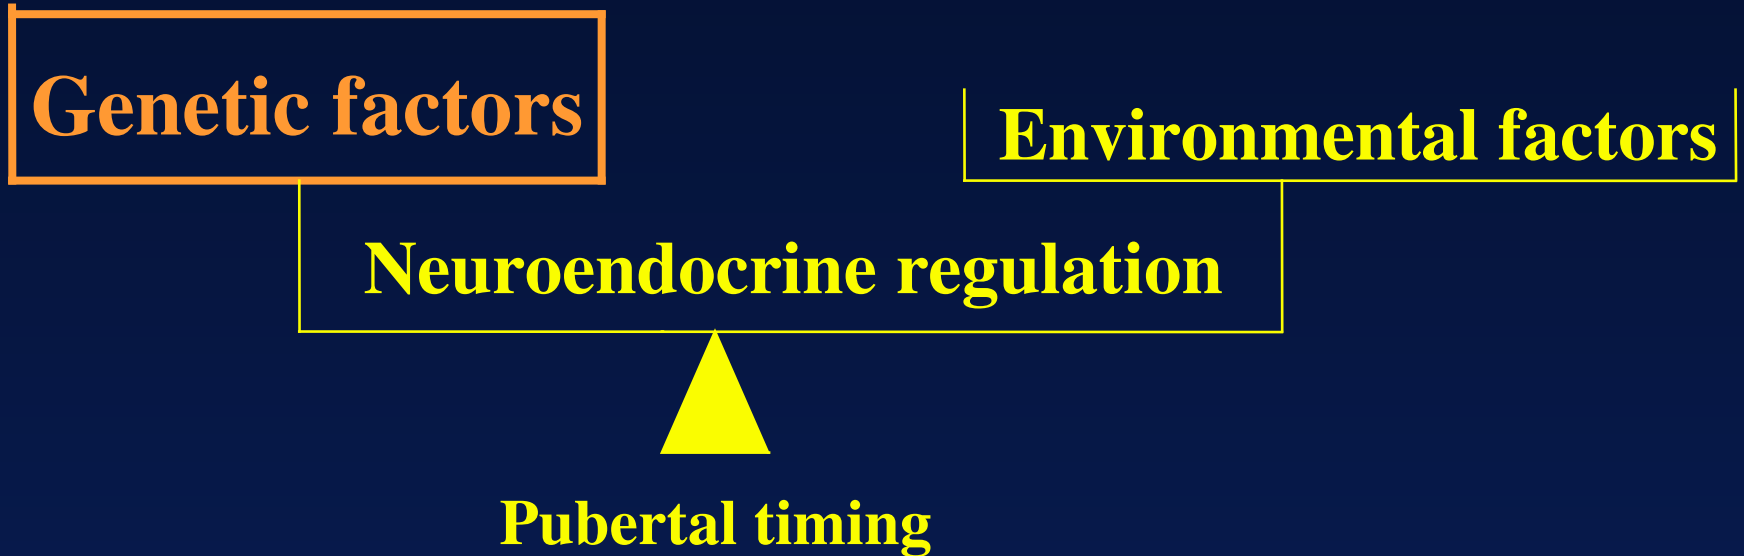 Genetic factors
Environmental factors
Neuroendocrine regulation
Pubertal timing